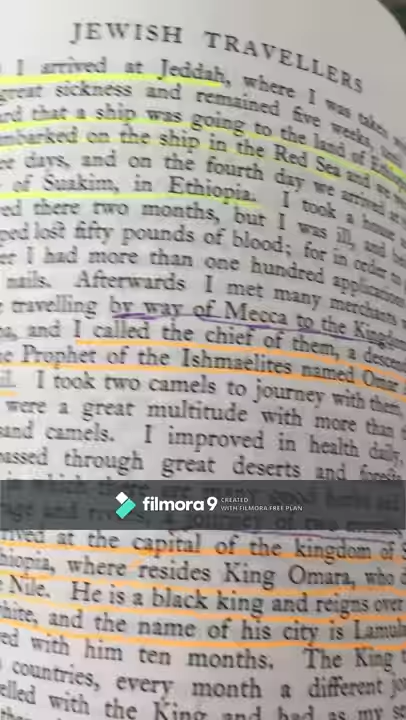 JEWISH TRAVELLERS
I arrived at Jeddah, where I was taken
great sickness and remained five weeks,
that a ship was going to the land of
on the ship in the Red Sea and
days, and on the fourth day we arrived at
of Suakim, in Ethiopia. I took a house
there two months, but I was ill, and
lost fifty pounds of blood; for in order to
I had more than one hundred applications
nails. Afterwards I met many merchants
travelling by way of Mecca to the Kingdom
and I called the chief of them, a
Prophet of the Ishmaelites named Omar
I took two camels to journey with them,
were a great multitude with more than
and camels. I improved in health daily,
passed through great deserts and
filmora9 CREATED
WITH FILMORA FREE PLAN
at the capital of the kingdom of
where resides King Omara, who
Nile. He is a black king and reigns over
and the name of his city is
with him ten months. The King
countries, every month a different
with the King and had as my